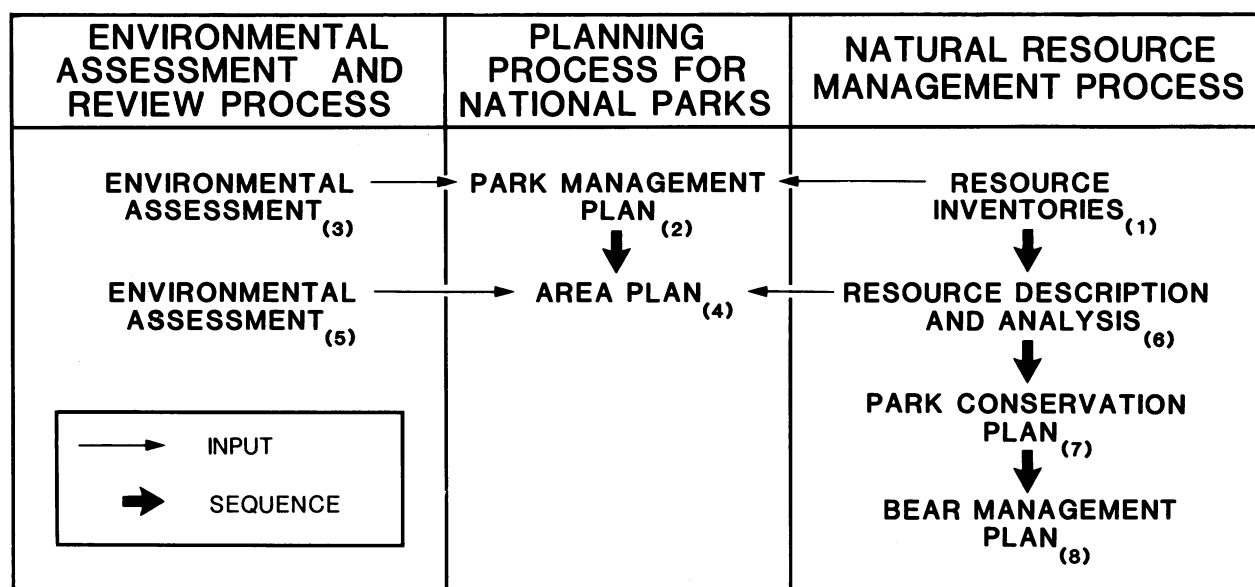 ENVIRONMENTAL
ASSESSMENT AND
REVIEW PROCESS
PLANNING
PROCESS FOR
NATIONAL PARKS
NATURAL RESOURCE
MANAGEMENT PROCESS
ENVIRONMENTAL
ASSESSMENT(3)
PARK MANAGEMENT
PLAN(2)
RESOURCE
INVENTORIES(1)
ENVIRONMENTAL
ASSESSMENT(5)
AREA PLAN(4)
RESOURCE DESCRIPTION
AND ANALYSIS(6)
PARK CONSERVATION
PLAN(7)
BEAR MANAGEMENT
PLAN(8)
INPUT
SEQUENCE